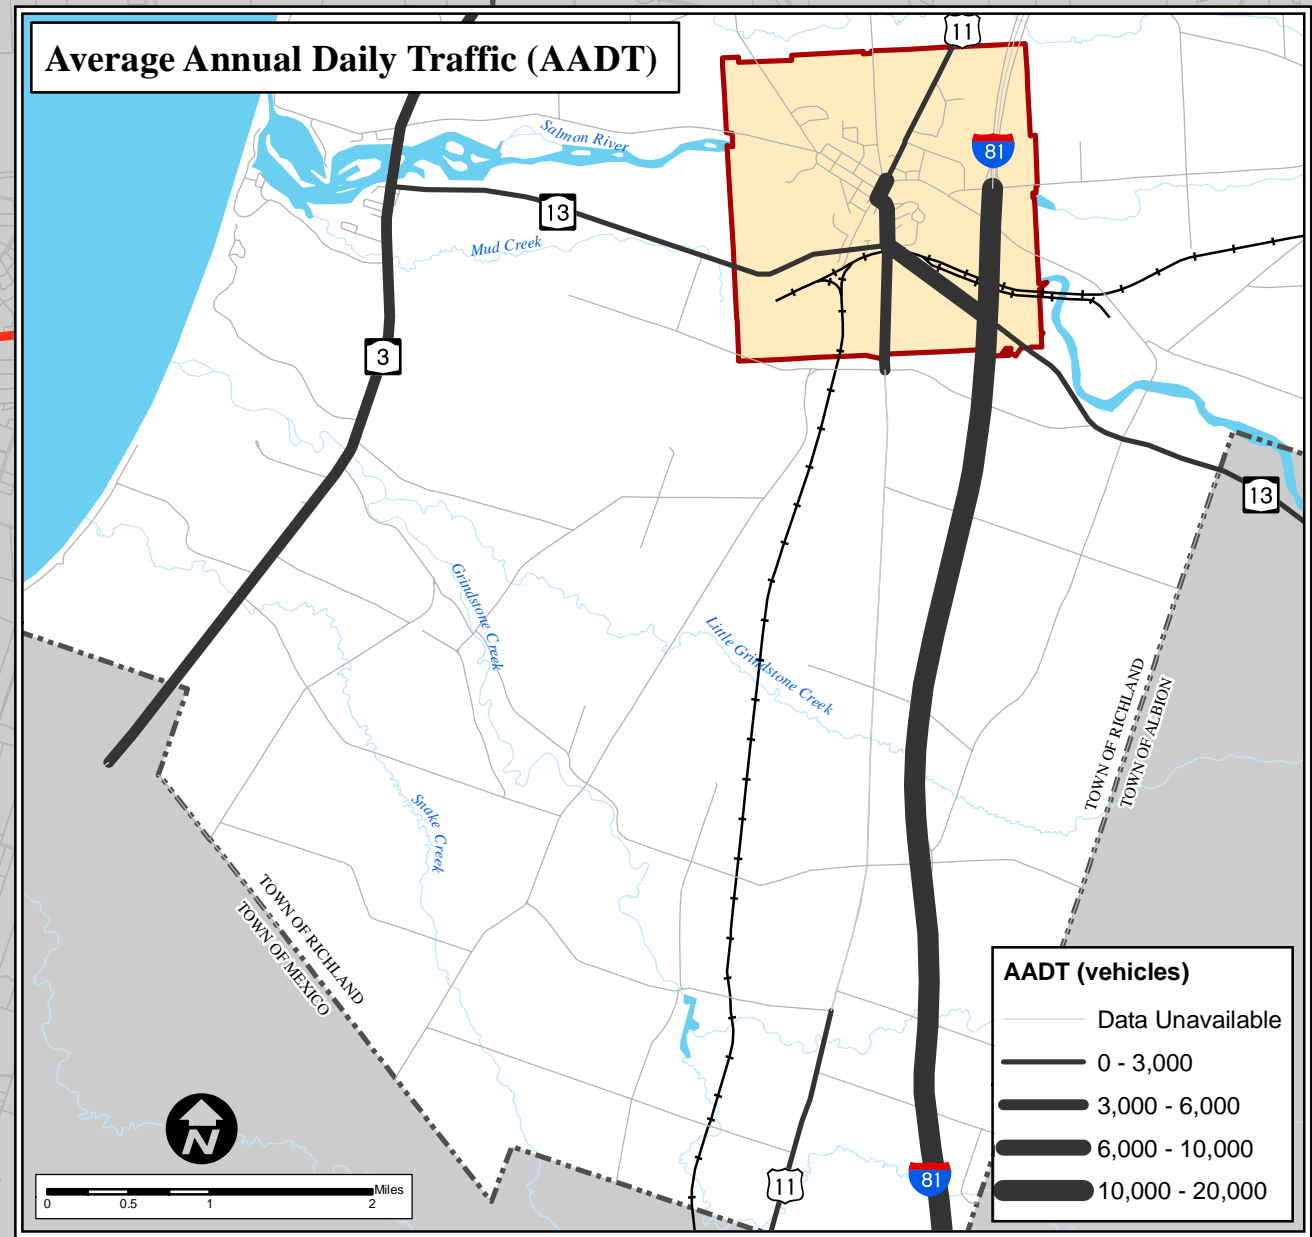 Average Annual Daily Traffic (AADT)
11
81
Salmon River
13
Mud Creek
3
13
Grindstone Creek
Little Grindstone Creek
TOWN OF RICHLAND
TOWN OF ALBION
Snake Creek
TOWN OF RICHLAND
TOWN OF MEXICO
AADT (vehicles)
Data Unavailable
0 - 3,000
3,000 - 6,000
6,000 - 10,000
10,000 - 20,000
N
11
81
Miles
0 0.5 1 2